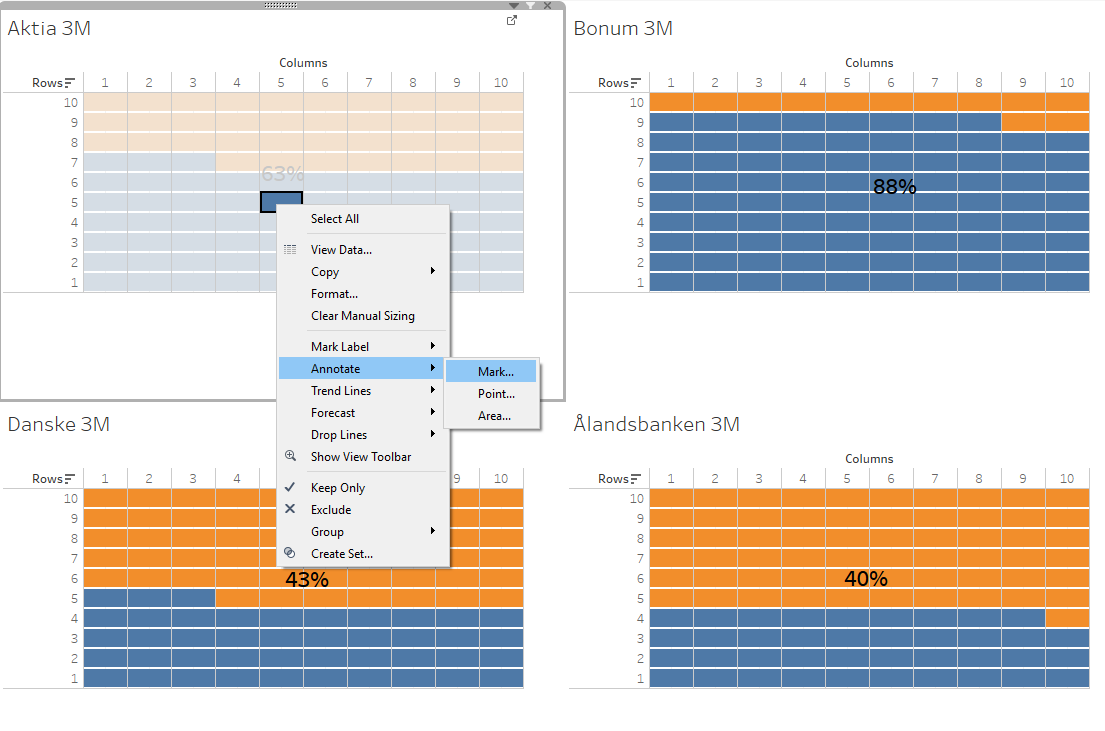 Aktia 3M
Columns
Rows 1 2 3 4 5 6 7 8 9 10
10
9
8
7
63%
6
5
4
3
2
1
Bonum 3M
Columns
Rows 1 2 3 4 5 6 7 8 9 10
10
9
8
7
6
88%
5
4
3
2
1
Select All
View Data...
Copy
Format...
Clear Manual Sizing
Mark Label
Annotate
Trend Lines
Forecast
Drop Lines
Show View Toolbar
Keep Only
Exclude
Group
Create Set...
Mark...
Point...
Area...
Danske 3M
Rows 1 2 3 4 9 10
10
9
8
7
6
43%
5
4
3
2
1
Ålandsbanken 3M
Columns
Rows 1 2 3 4 5 6 7 8 9 10
10
9
8
7
6
40%
5
4
3
2
1